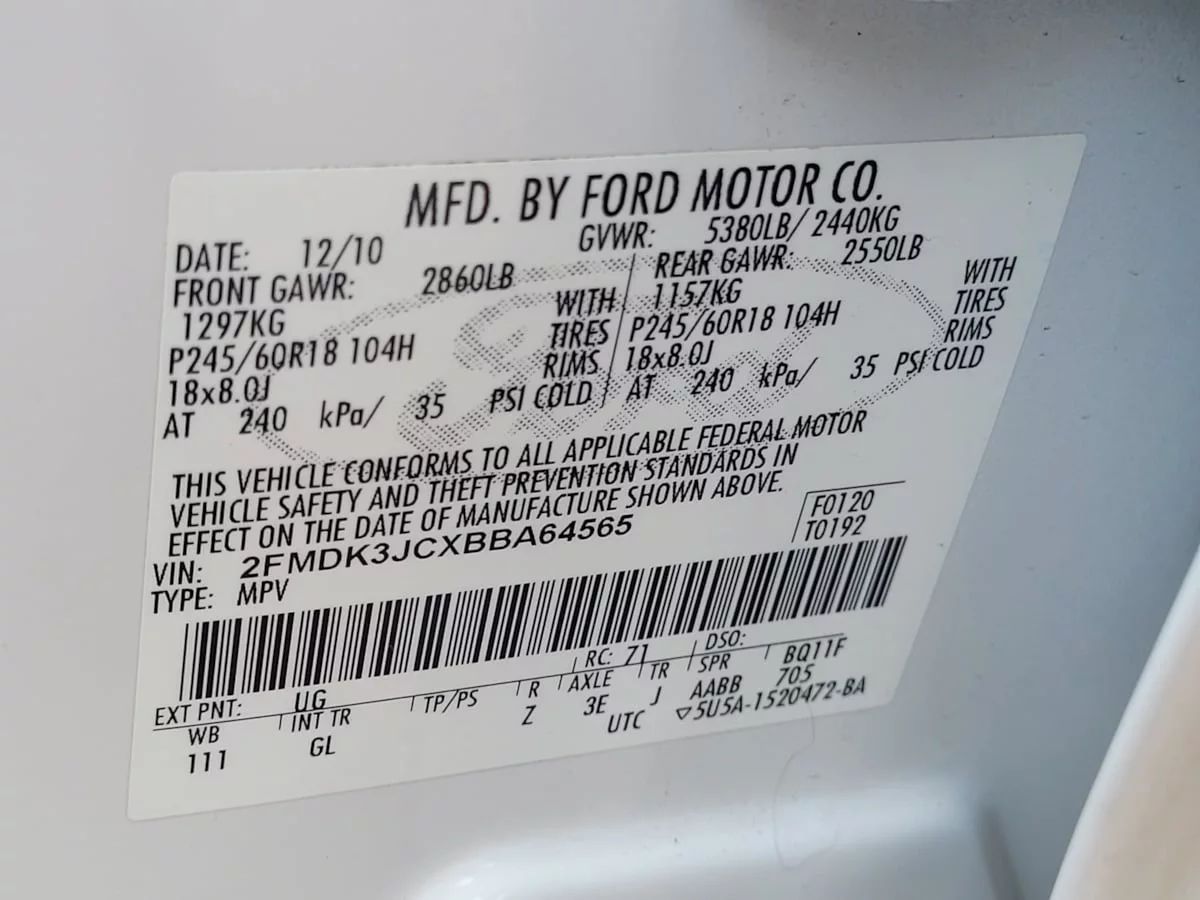 MFD. BY FORD MOTOR CO.
DATE: 12/10 GVWR: 5380LB/ 2440KG
FRONT GAWR: 2860LB REAR GAWR: 2550LB
1297KG WITH 1157KG WITH
P245/60R18 104H TIRES P245/60R18 104H TIRES
18x8.0J RIMS 18x8.0J RIMS
AT 240 kPa/ 35 PSI COLD AT 240 kPa/ 35 PSI COLD
THIS VEHICLE CONFORMS TO ALL APPLICABLE FEDERAL MOTOR
VEHICLE SAFETY AND THEFT PREVENTION STANDARDS IN
EFFECT ON THE DATE OF MANUFACTURE SHOWN ABOVE.
F0120
VIN: 2FMDK3JCXBBA64565 T0192
TYPE: MPV
EXT PNT: UG RC: 71 DSO:
WB INT TR TP/PS R AXLE TR SPR BQ11F
111 GL Z 3E J AABB 705
UTC ▽5U5A-1520472-BA